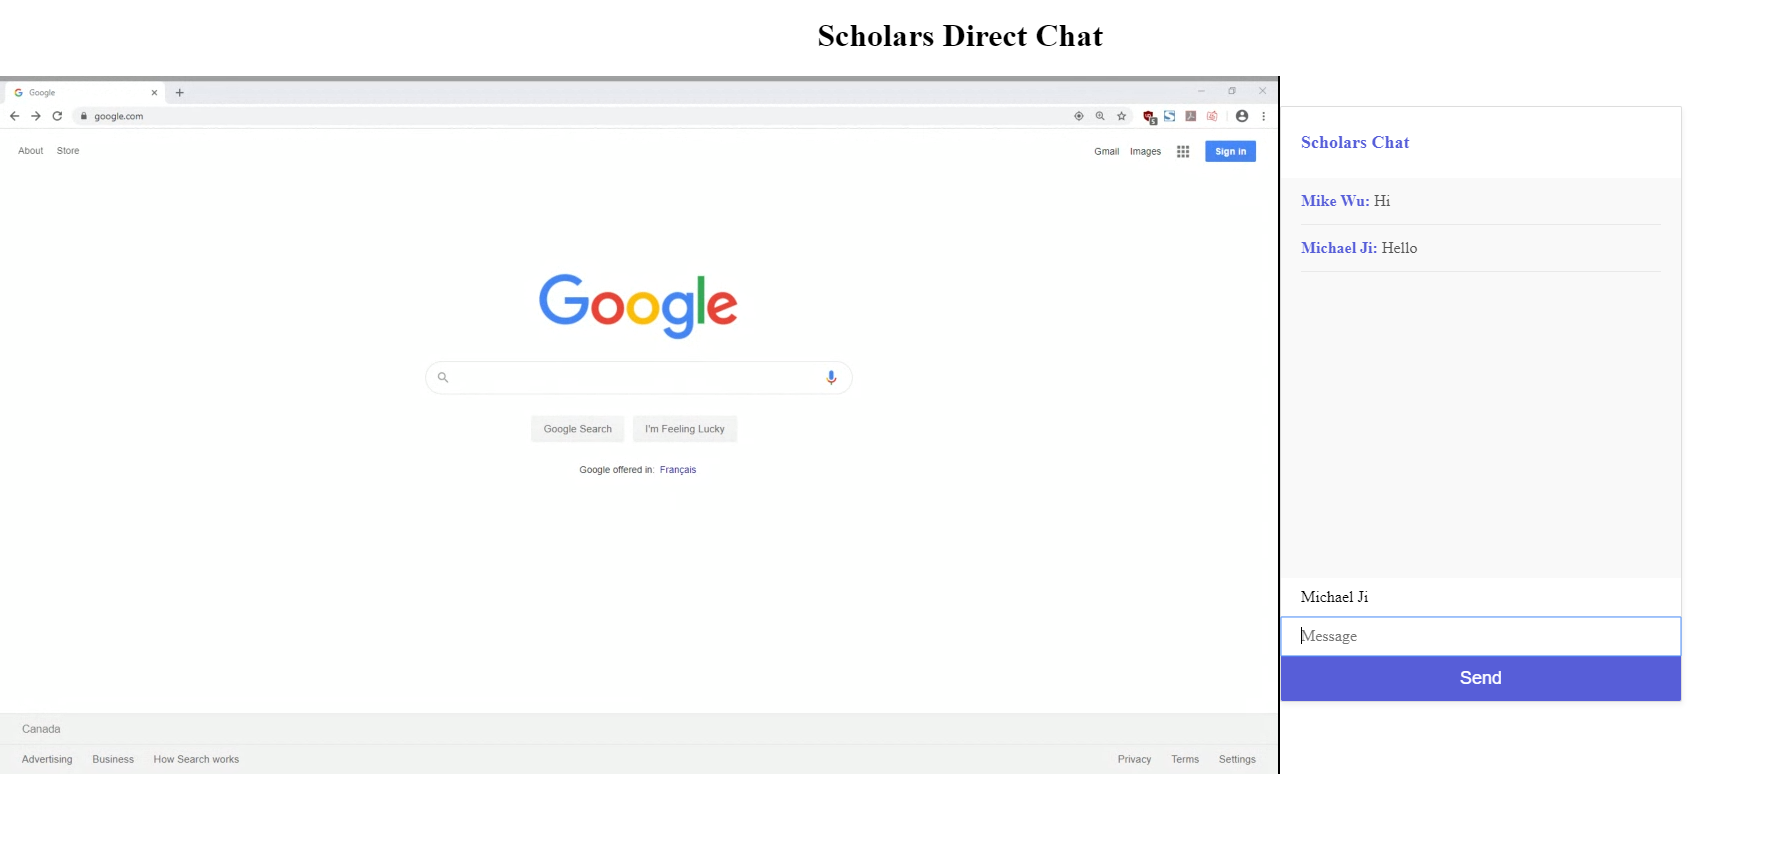 Scholars Direct Chat
Google
google.com
About Store
Gmail Images Sign in
Google
Google Search I'm Feeling Lucky
Google offered in: Français
Canada
Advertising Business How Search works
Privacy Terms Settings
Scholars Chat
Mike Wu: Hi
Michael Ji: Hello
Michael Ji
Message
Send